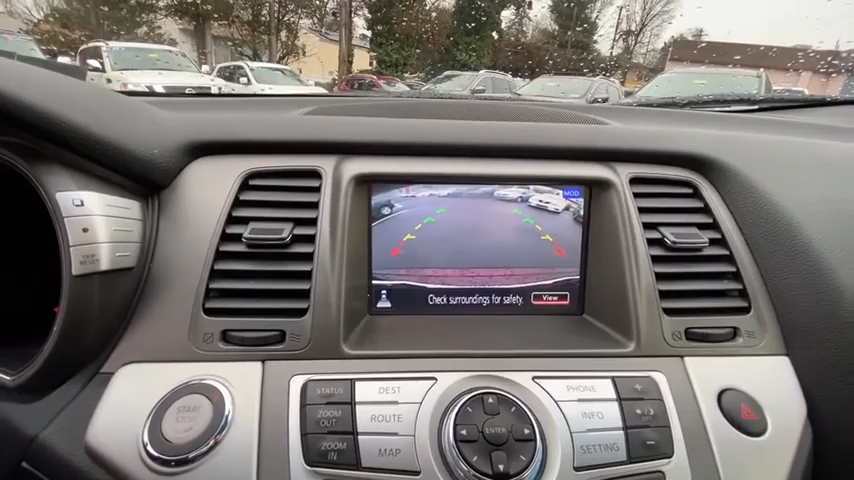 MOD
Check surroundings for safety.
View
TRIP
RESET
START
STOP
STATUS
ZOOM
OUT
ZOOM
IN
DEST
ROUTE
MAP
ENTER
PHONE
INFO
SETTING
+
OFF
-